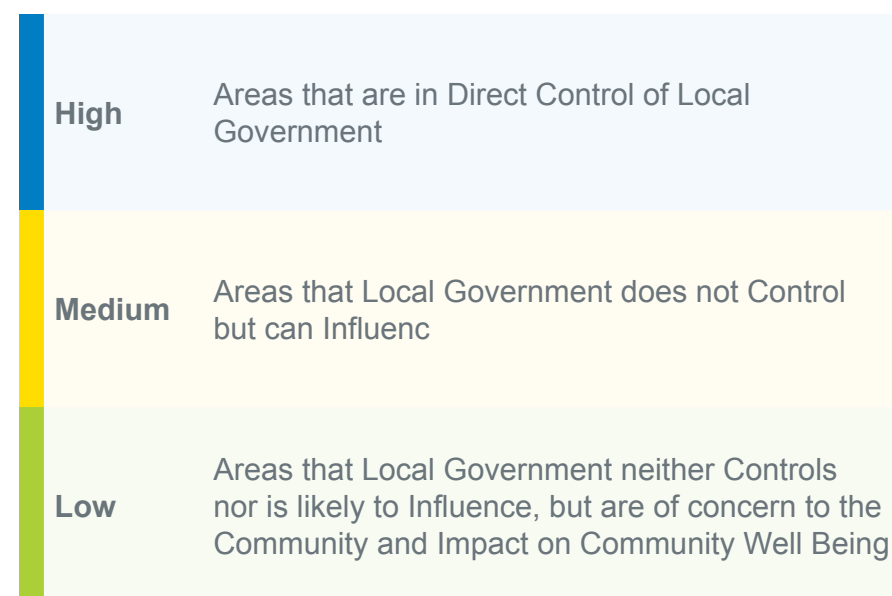 High
Areas that are in Direct Control of Local
Government
Medium
Areas that Local Government does not Control
but can Influenc
Low
Areas that Local Government neither Controls
nor is likely to Influence, but are of concern to the
Community and Impact on Community Well Being